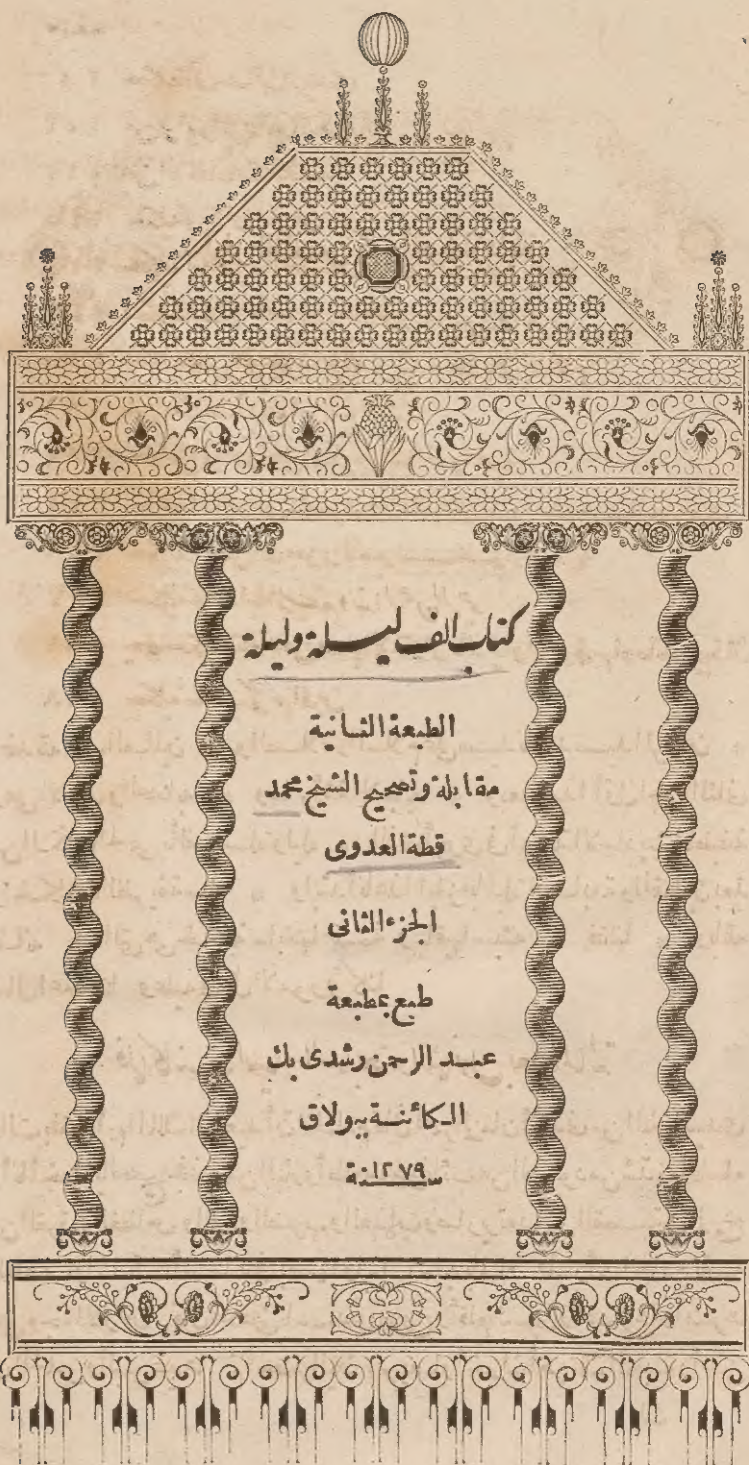 كتاب الف ليلة وليلة
الطبعة الثانية
مقابلة وتصحيح الشيخ محمد
قطة العدوى
الجزء الثانى
طبع بمطبعة
عبد الرحمن رشدى بك
الكائنة ببولاق
سنة ١٢٧٩